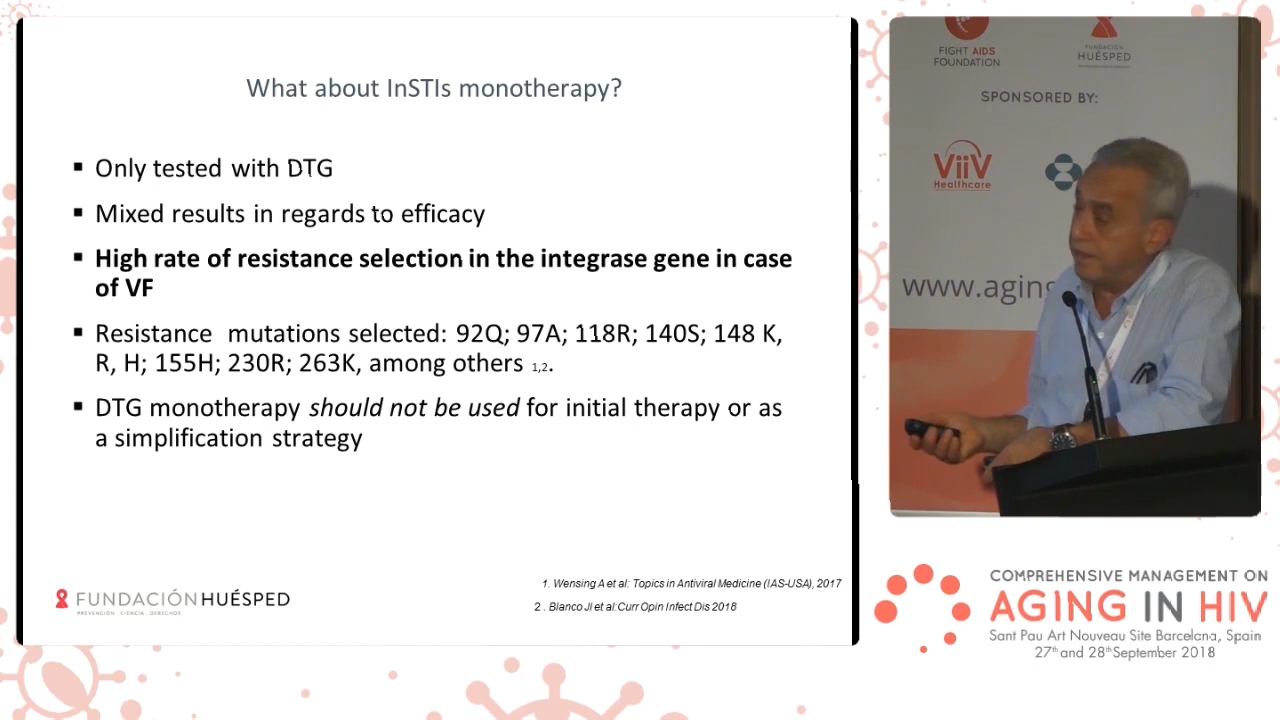 What about InSTIs monotherapy?
▪ Only tested with DTG
▪ Mixed results in regards to efficacy
▪ High rate of resistance selection in the integrase gene in case
of VF
▪ Resistance mutations selected: 92Q; 97A; 118R; 140S; 148 K,
R, H; 155H; 230R; 263K, among others 1,2.
▪ DTG monotherapy should not be used for initial therapy or as
a simplification strategy
1. Wensing A et al: Topics in Antiviral Medicine (IAS-USA), 2017
2 . Blanco Jl et al:Curr Opin Infect Dis 2018
FUNDACIÓN HUÉSPED
PREVENCIÓN · CIENCIA · DERECHOS
FIGHT AIDS
FOUNDATION
FUNDACIÓN
HUÉSPED
SPONSORED BY:
ViiV
Healthcare
www.aging
COMPREHENSIVE MANAGEMENT ON
AGING IN HIV
Sant Pau Art Nouveau Site Barcelona, Spain
27th and 28th September 2018